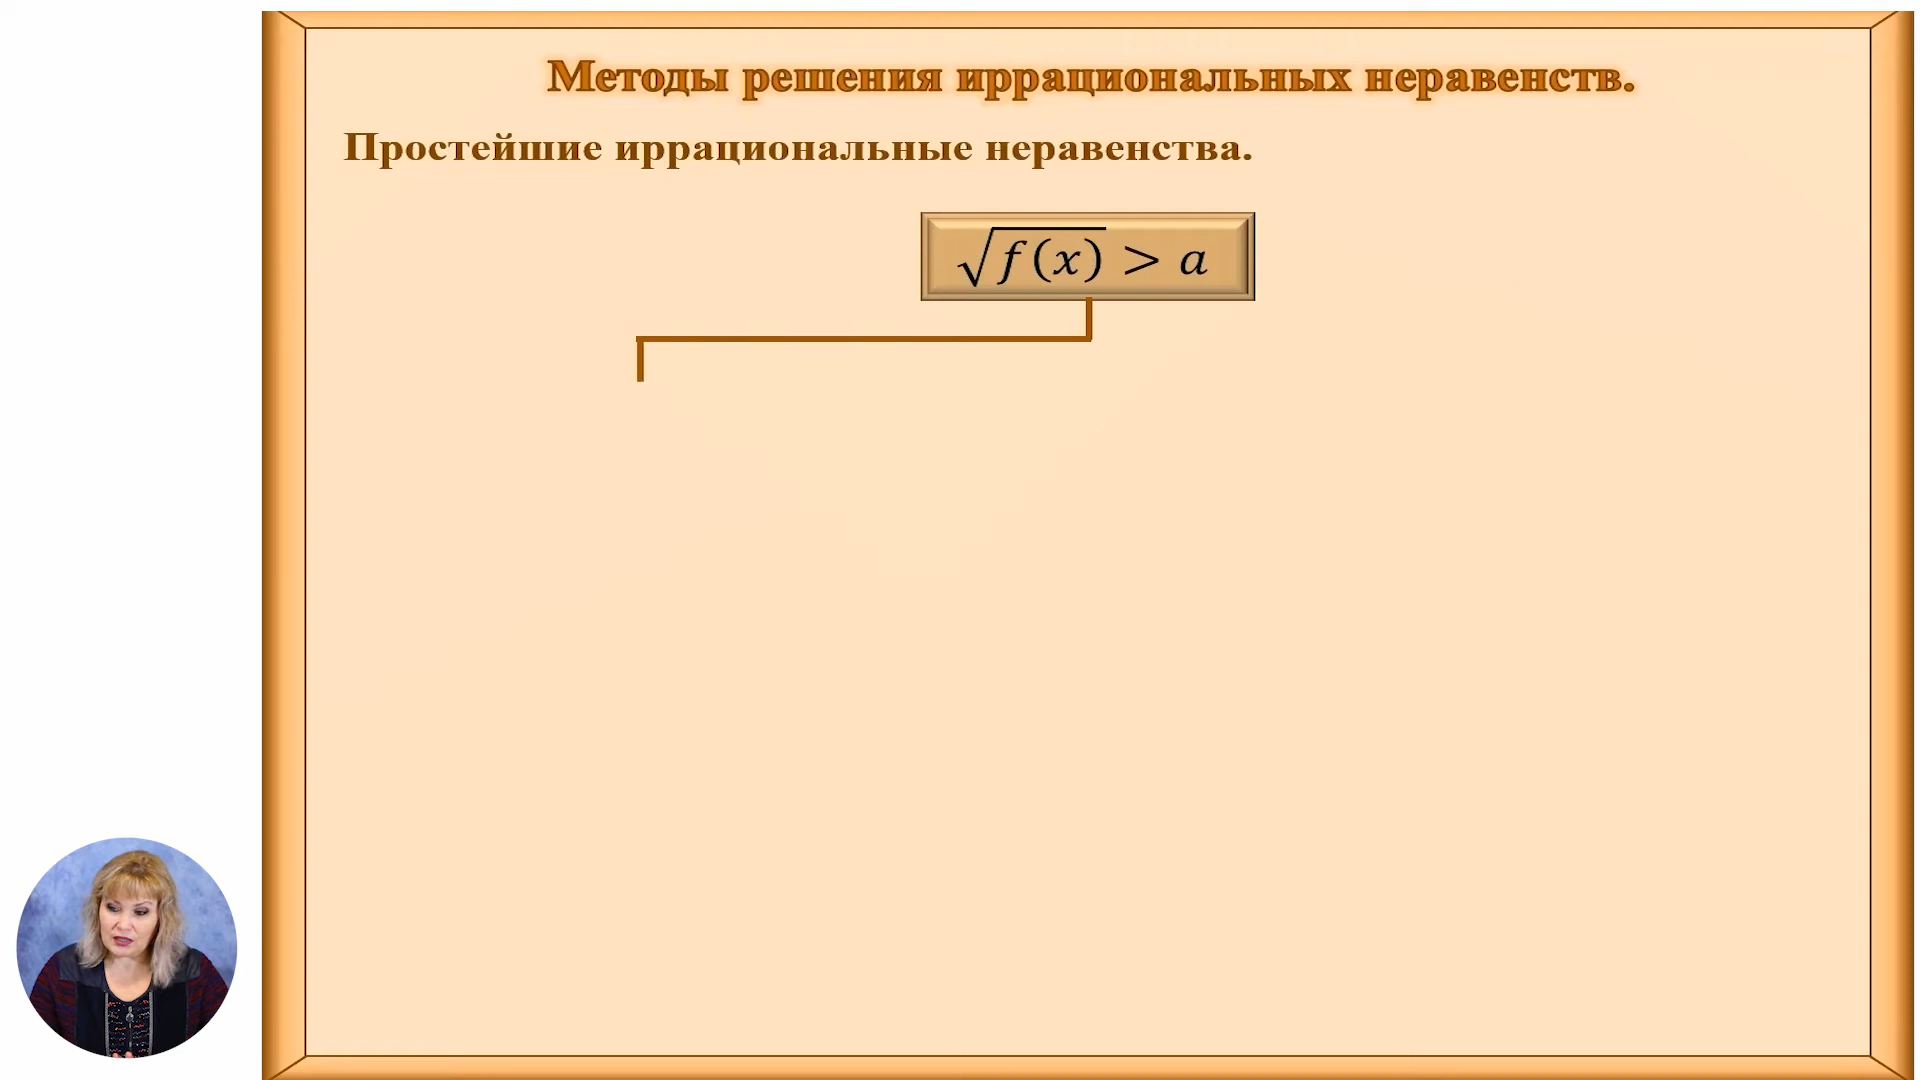 Методы решения иррациональных неравенств.
Простейшие иррациональные неравенства.
√f(x) > a